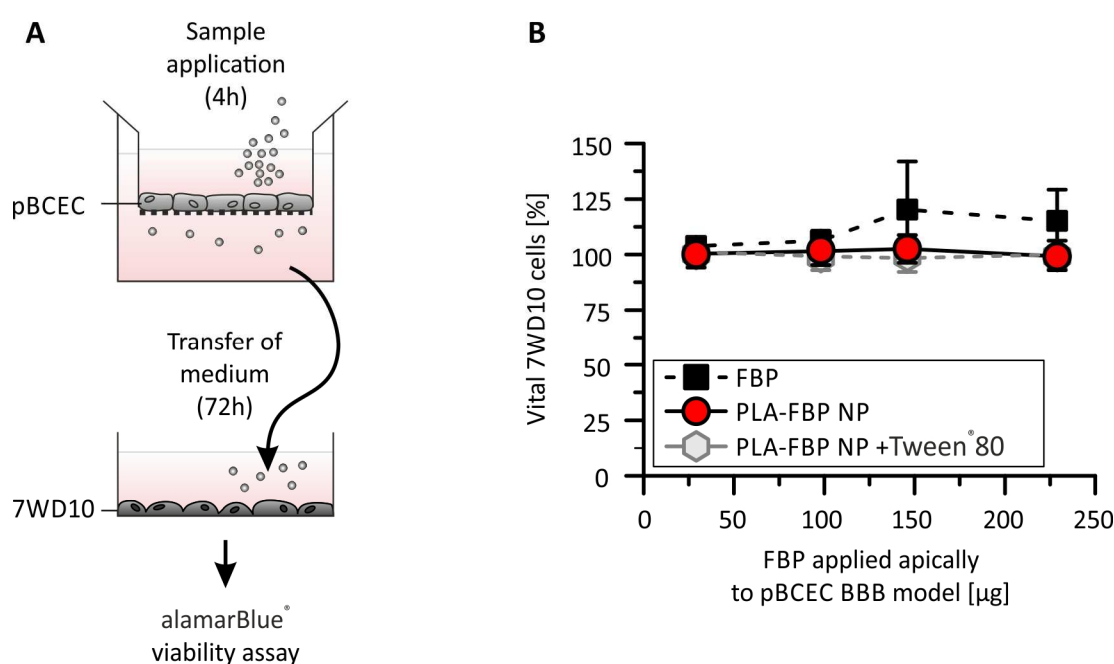 A
Sample
application
(4h)
pBCEC
Transfer of
medium
(72h)
7WD10
alamarBlue®
viability assay
B
Vital 7WD10 cells [%]
150
125
100
75
50
25
0
FBP
PLA-FBP NP
PLA-FBP NP +Tween®80
0 50 100 150 200 250
FBP applied apically
to pBCEC BBB model [µg]